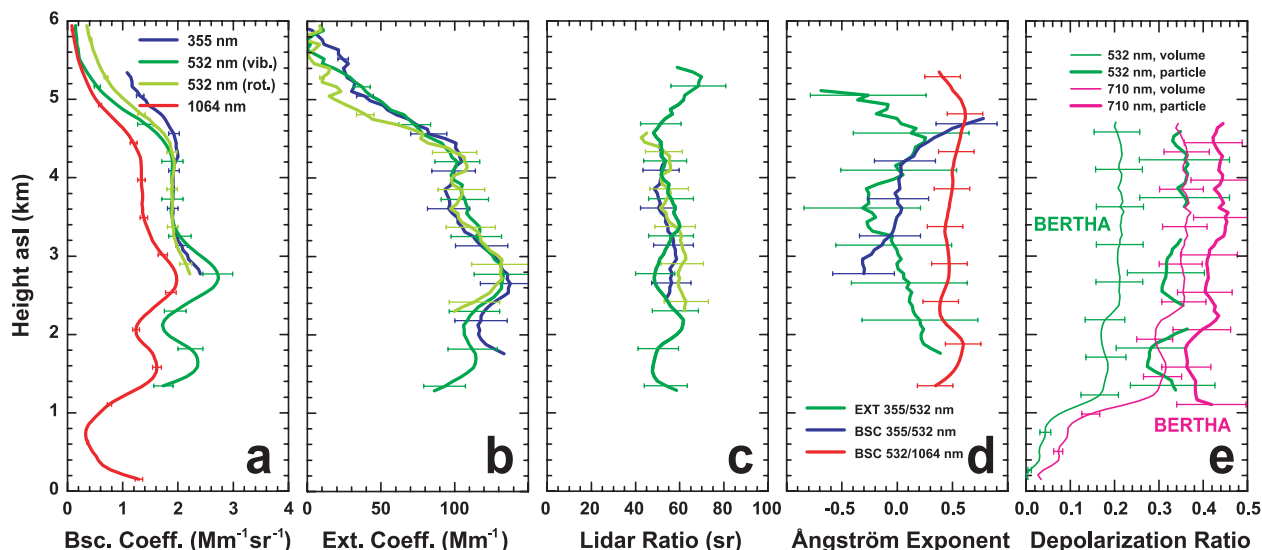 355 nm
532 nm (vib.)
532 nm (rot.)
1064 nm
532 nm, volume
532 nm, particle
710 nm, volume
710 nm, particle
BERTHA
EXT 355/532 nm
BSC 355/532 nm
BSC 532/1064 nm
BERTHA
a
b
c
d
e
Height asl (km)
6
5
4
3
2
1
0
0 1 2 3 4
0 50 100
0 20 40 60 80 100
-0.5 0.0 0.5
0.0 0.1 0.2 0.3 0.4 0.5
Bsc. Coeff. (Mm⁻¹sr⁻¹)
Ext. Coeff. (Mm⁻¹)
Lidar Ratio (sr)
Ångström Exponent
Depolarization Ratio